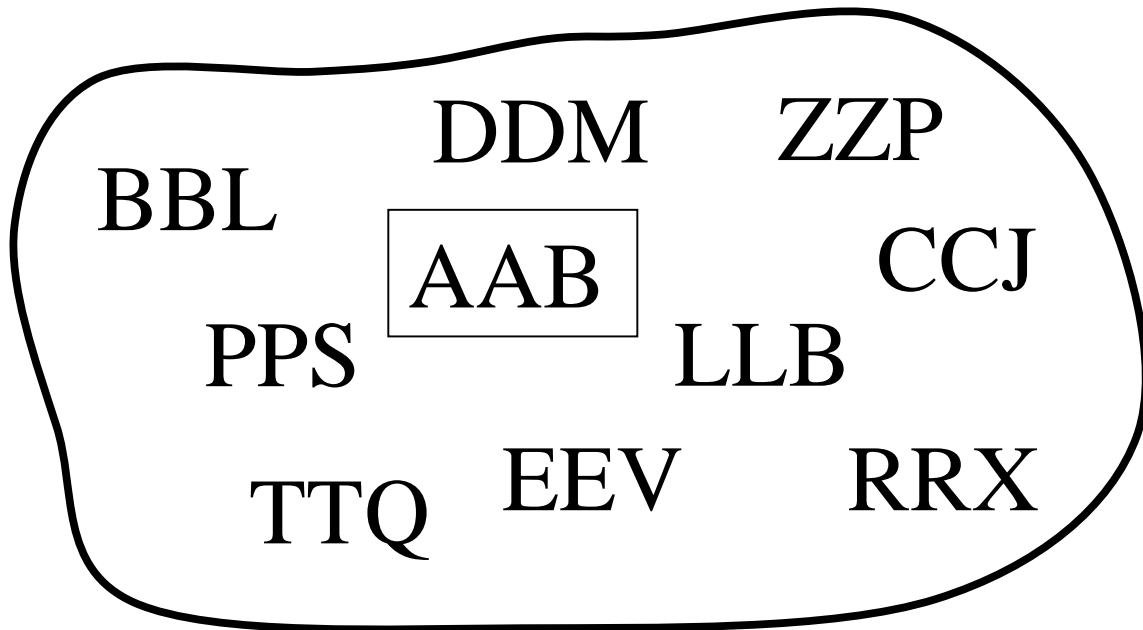 DDM
ZZP
BBL
AAB
CCJ
PPS
LLB
EEV
RRX
TTQ